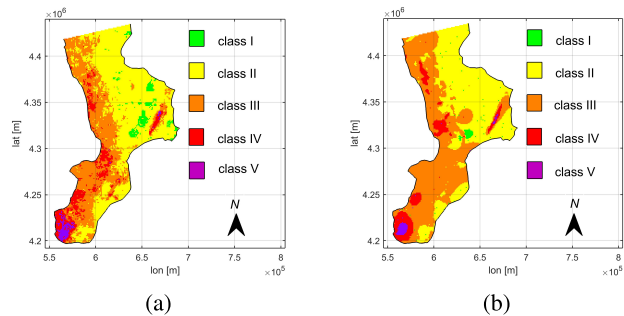 ×10⁶
4.4
4.35
4.3
4.25
4.2
lat [m]
class I
class II
class III
class IV
class V
N
5.5 6 6.5 7 7.5 8
lon [m]
×10⁵
(a)
×10⁶
4.4
4.35
4.3
4.25
4.2
lat [m]
class I
class II
class III
class IV
class V
N
5.5 6 6.5 7 7.5 8
lon [m]
×10⁵
(b)